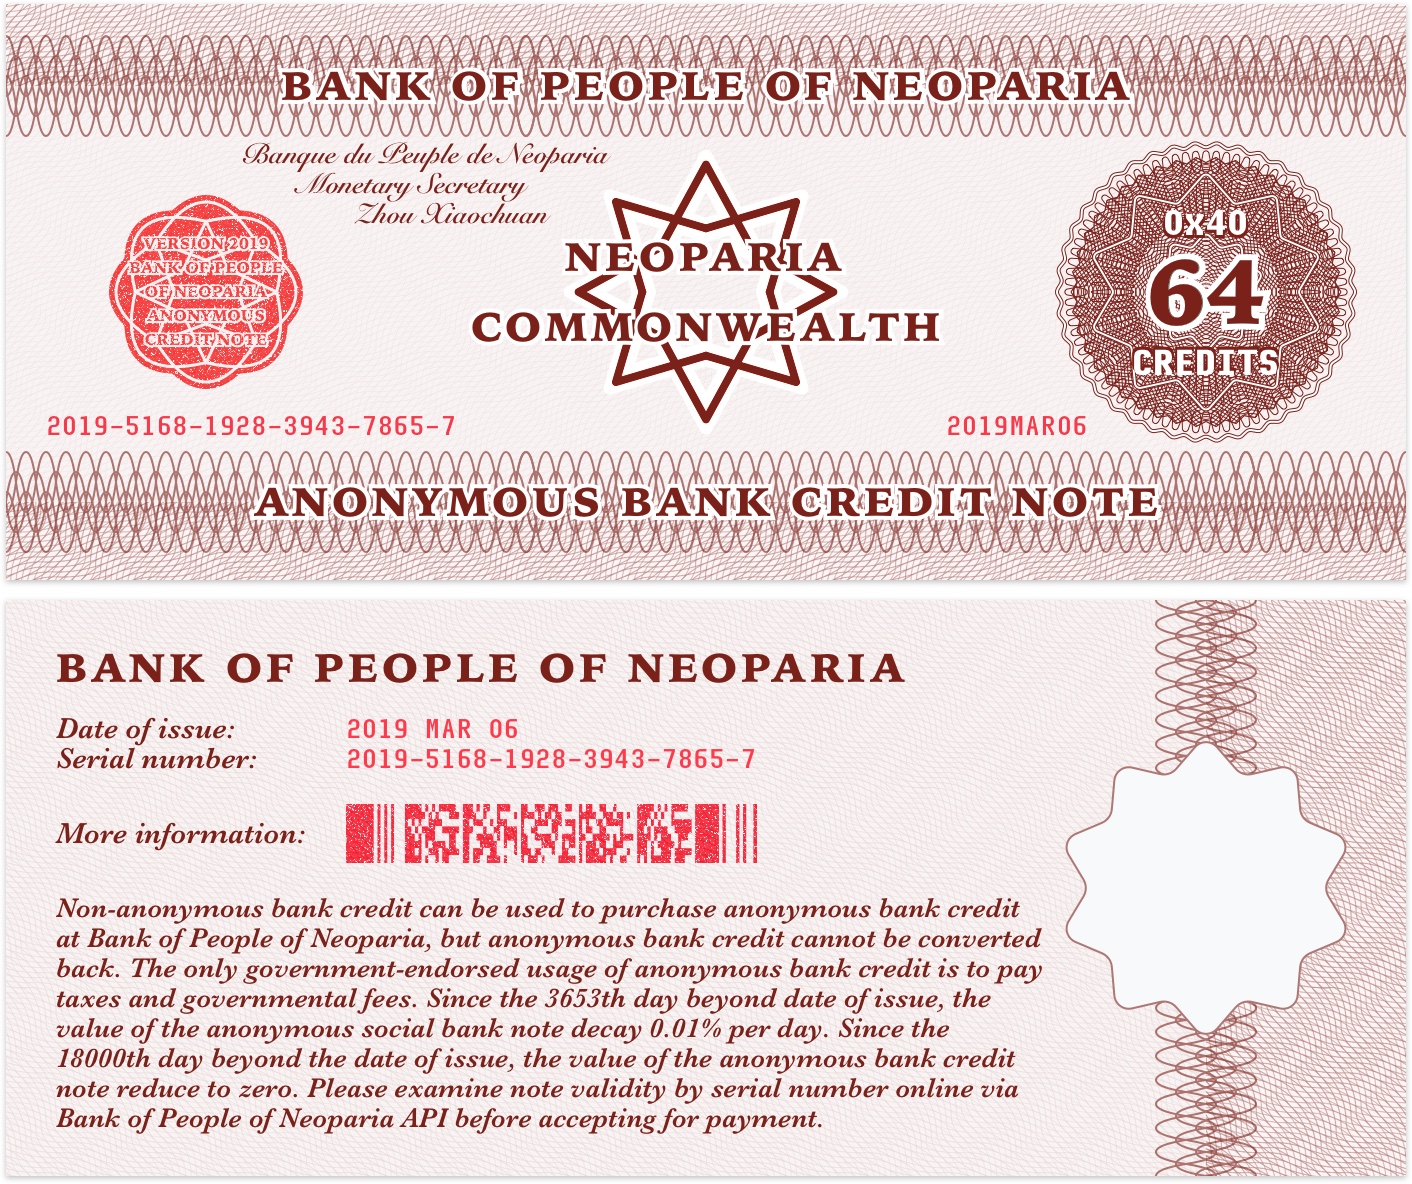 BANK OF PEOPLE OF NEOPARIA
Banque du Peuple de Neoparia
Monetary Secretary
Zhou Xiaochuan
VERSION 2019
BANK OF PEOPLE
OF NEOPARIA
ANONYMOUS
CREDIT NOTE
NEOPARIA
COMMONWEALTH
0x40
64
CREDITS
2019-5168-1928-3943-7865-7
2019MAR06
ANONYMOUS BANK CREDIT NOTE
BANK OF PEOPLE OF NEOPARIA
Date of issue: 2019 MAR 06
Serial number: 2019-5168-1928-3943-7865-7
More information:
Non-anonymous bank credit can be used to purchase anonymous bank credit
at Bank of People of Neoparia, but anonymous bank credit cannot be converted
back. The only government-endorsed usage of anonymous bank credit is to pay
taxes and governmental fees. Since the 3653th day beyond date of issue, the
value of the anonymous social bank note decay 0.01% per day. Since the
18000th day beyond the date of issue, the value of the anonymous bank credit
note reduce to zero. Please examine note validity by serial number online via
Bank of People of Neoparia API before accepting for payment.